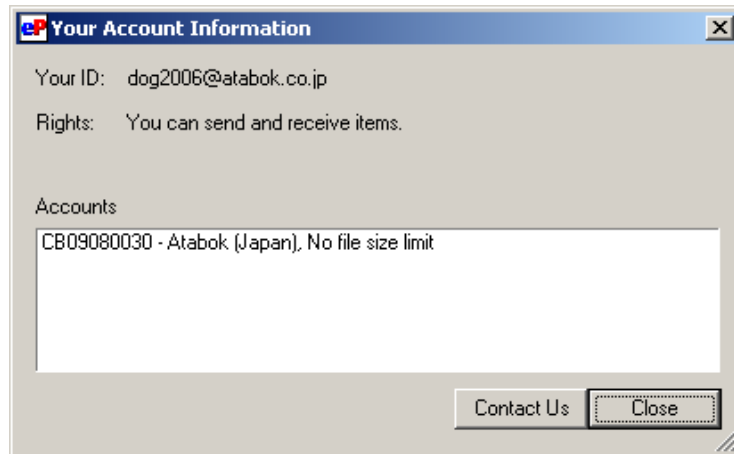 eP Your Account Information
Your ID: dog2006@atabok.co.jp
Rights: You can send and receive items.
Accounts
CB09080030 - Atabok (Japan), No file size limit
Contact Us Close